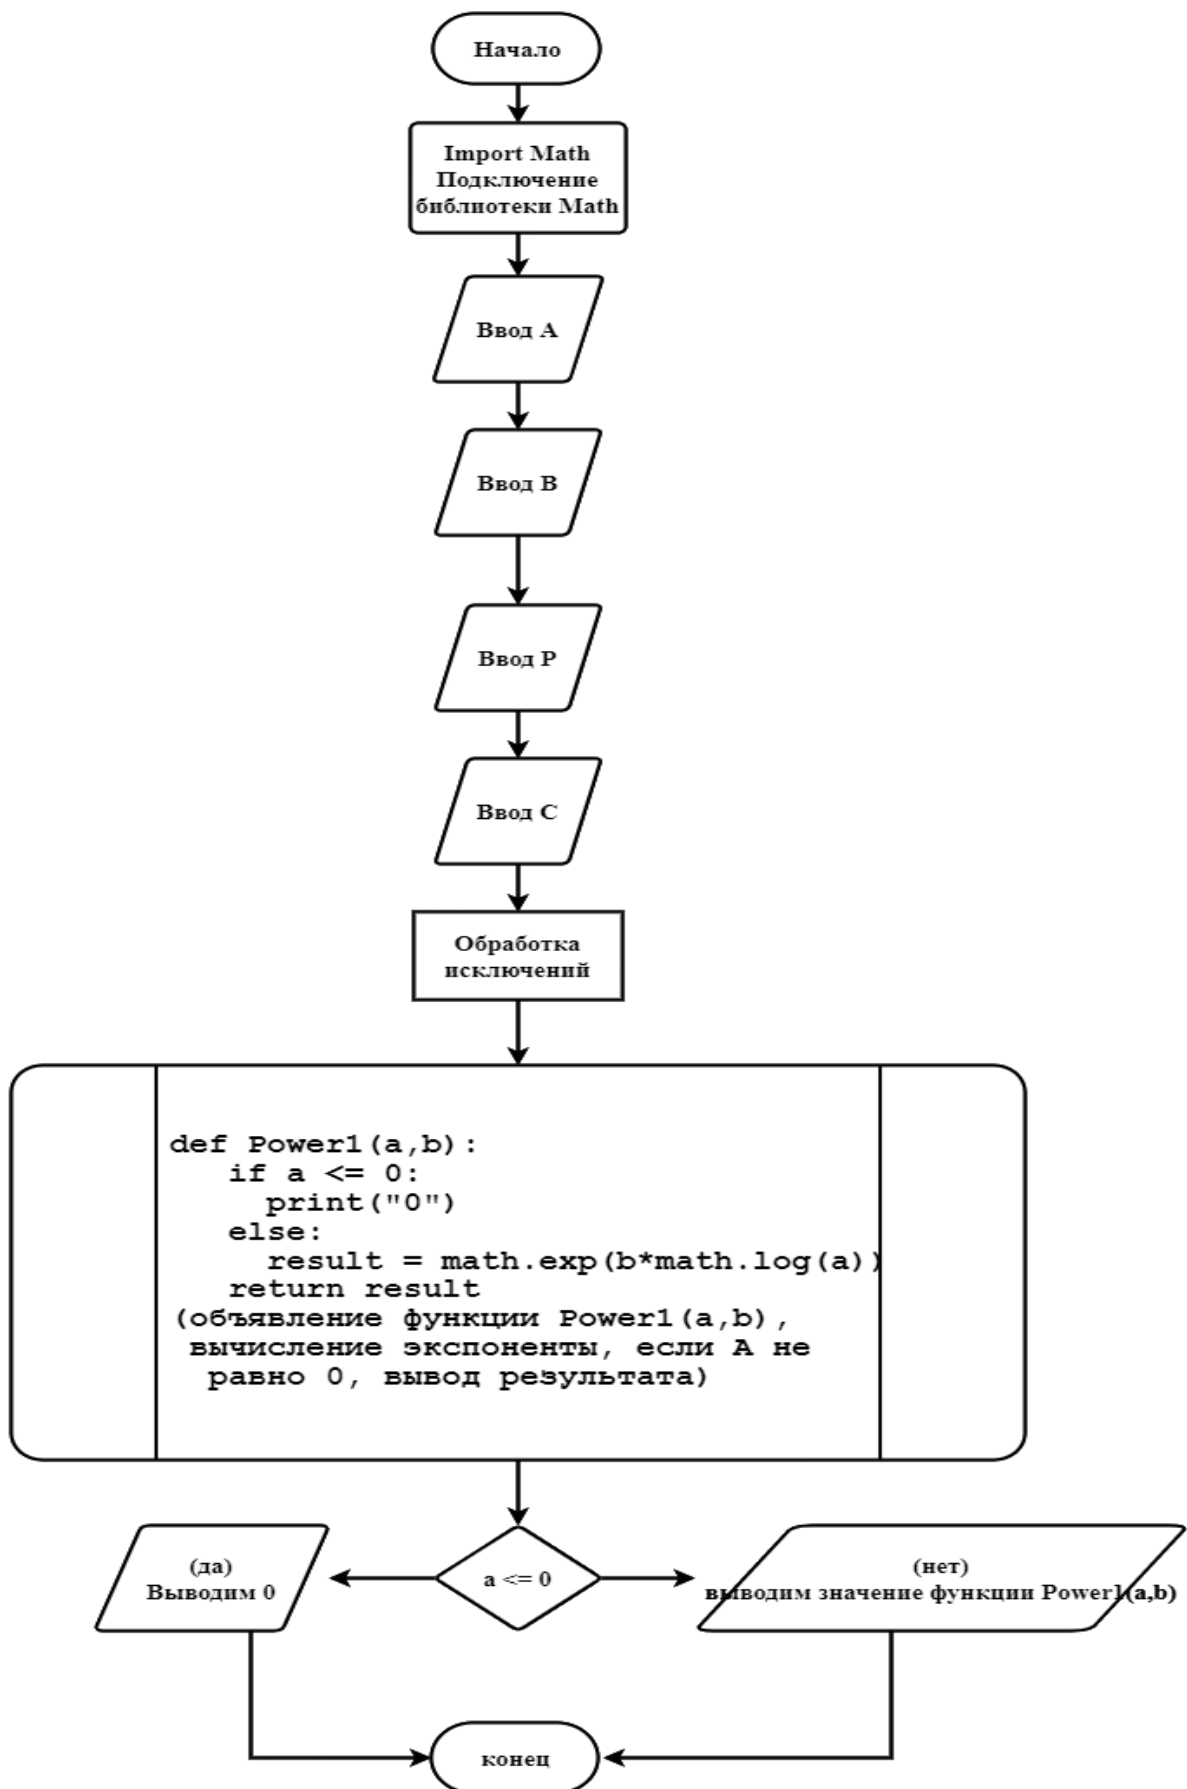 Начало
Import Math
Подключение
библиотеки Math
Ввод A
Ввод B
Ввод P
Ввод C
Обработка
исключений
def Power1(a,b):
if a <= 0:
print("0")
else:
result = math.exp(b*math.log(a))
return result
(объявление функции Power1(a,b),
вычисление экспоненты, если A не
равно 0, вывод результата)
(да)
Выводим 0
a <= 0
(нет)
выводим значение функции Power1(a,b)
конец